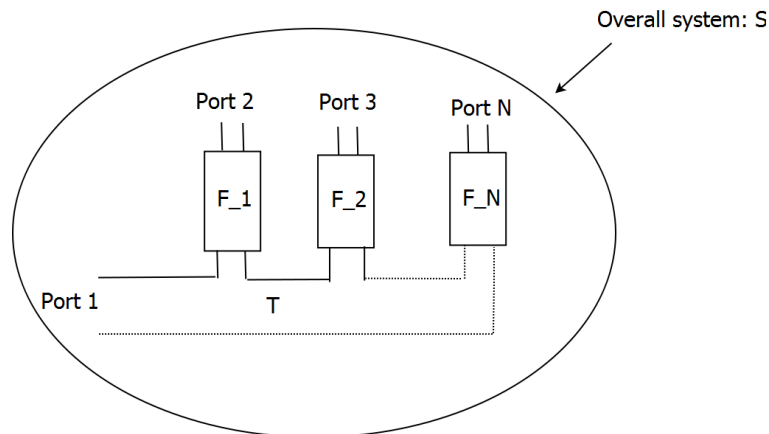 Overall system: S
Port 2
Port 3
Port N
F_1
F_2
F_N
Port 1
T